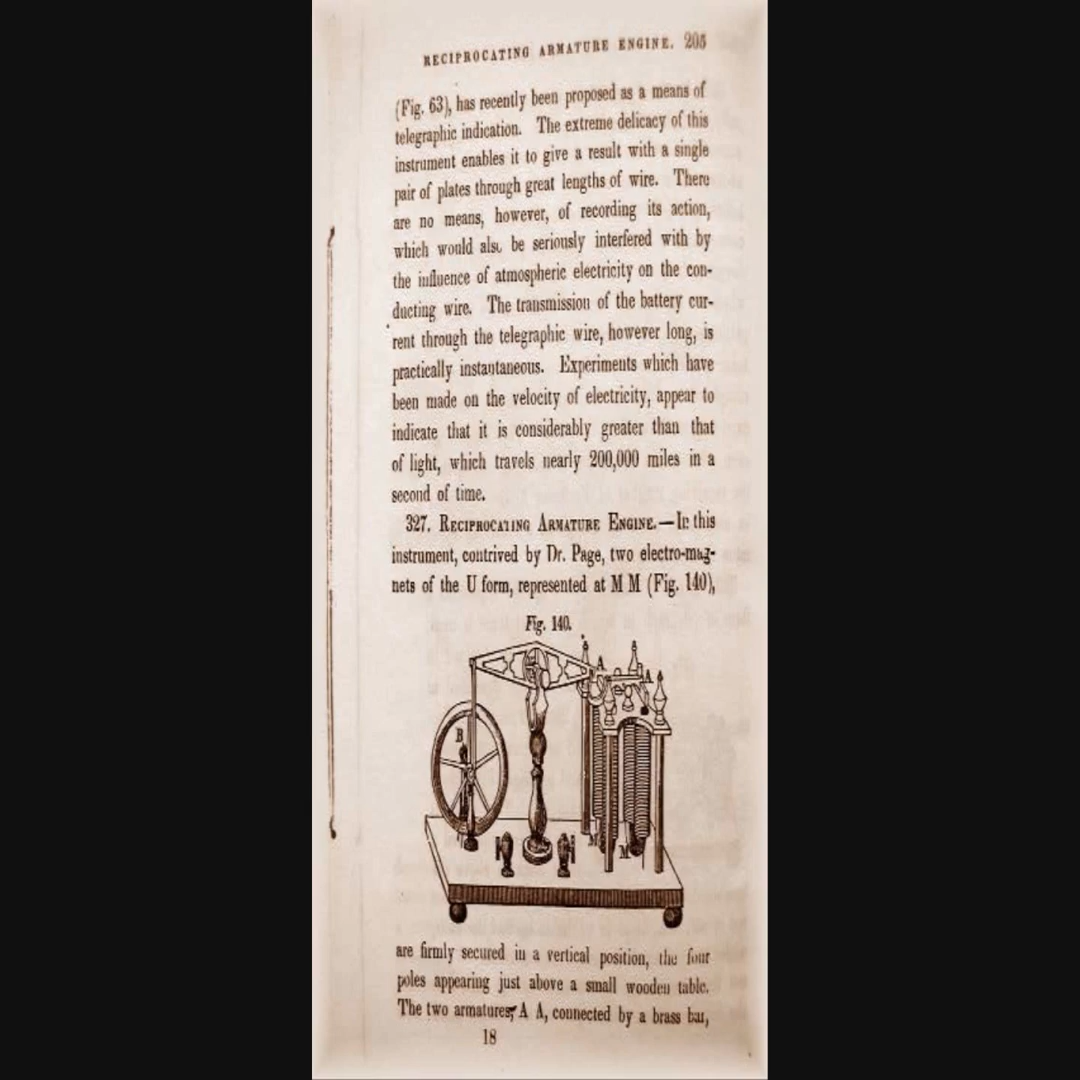 RECIPROCATING ARMATURE ENGINE. 205
(Fig. 63), has recently been proposed as a means of
telegraphic indication. The extreme delicacy of this
instrument enables it to give a result with a single
pair of plates through great lengths of wire. There
are no means, however, of recording its action,
which would also be seriously interfered with by
the influence of atmospheric electricity on the con-
ducting wire. The transmission of the battery cur-
rent through the telegraphic wire, however long, is
practically instantaneous. Experiments which have
been made on the velocity of electricity, appear to
indicate that it is considerably greater than that
of light, which travels nearly 200,000 miles in a
second of time.
327. RECIPROCATING ARMATURE ENGINE.—In this
instrument, contrived by Dr. Page, two electro-mag-
nets of the U form, represented at M M (Fig. 140),
Fig. 140.
A
A
B
M
M
are firmly secured in a vertical position, the four
poles appearing just above a small wooden table.
The two armatures, A A, connected by a brass bar,
18